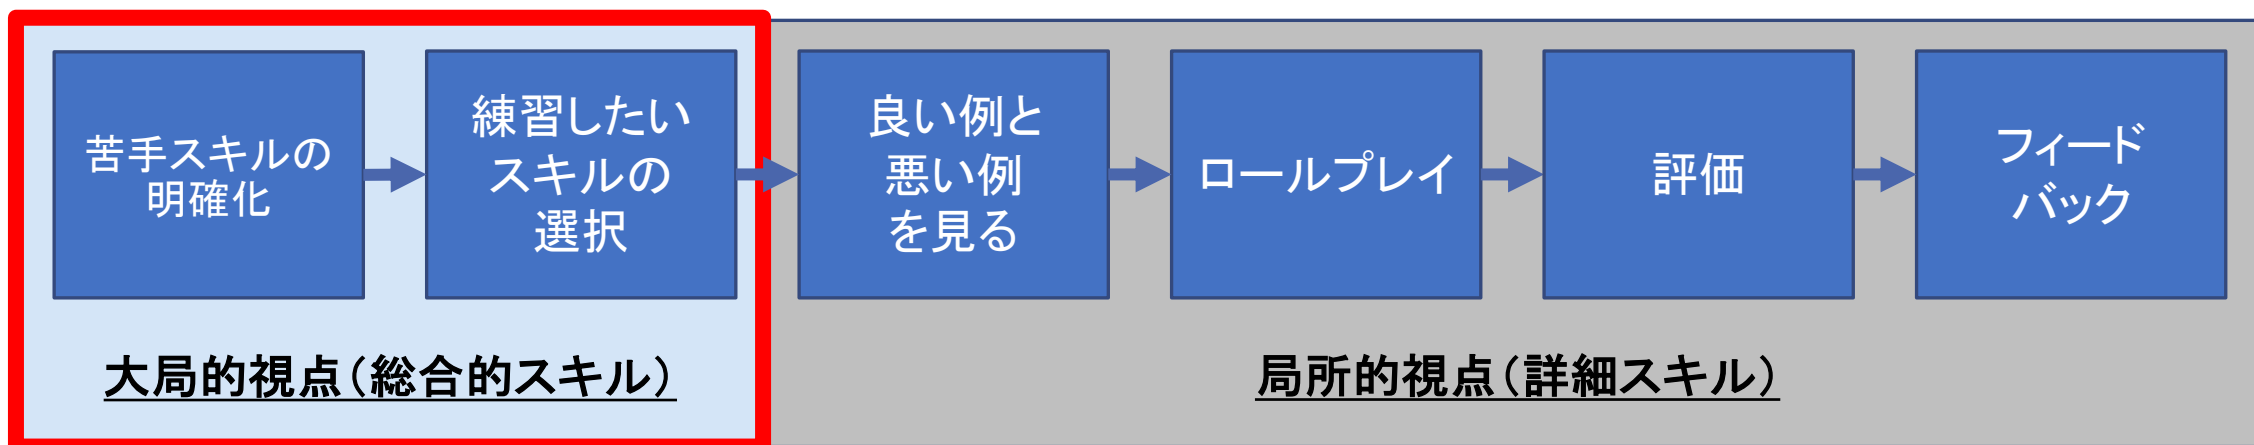 苦手スキルの
明確化
練習したい
スキルの
選択
良い例と
悪い例
を見る
ロールプレイ
評価
フィード
バック
大局的視点(総合的スキル)
局所的視点(詳細スキル)